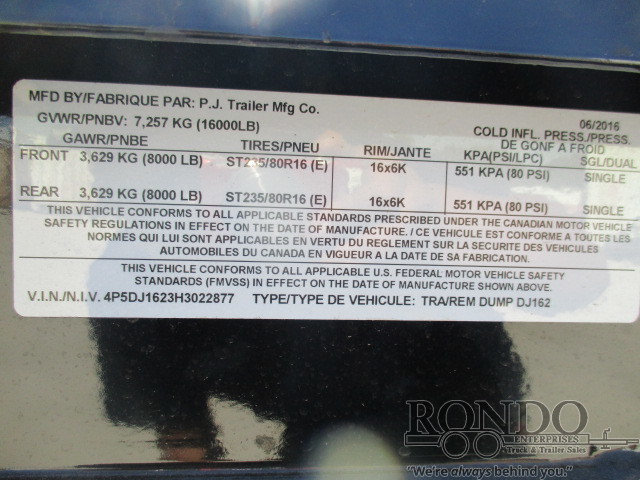 MFD BY/FABRIQUE PAR: P.J. Trailer Mfg Co.
GVWR/PNBV: 7,257 KG (16000LB) 06/2016
GAWR/PNBE TIRES/PNEU RIM/JANTE COLD INFL. PRESS./PRESS.
DE GONF A FROID
KPA(PSI/LPC) SGL/DUAL
FRONT 3,629 KG (8000 LB) ST235/80R16 (E) 16x6K 551 KPA (80 PSI) SINGLE
REAR 3,629 KG (8000 LB) ST235/80R16 (E) 16x6K 551 KPA (80 PSI) SINGLE
THIS VEHICLE CONFORMS TO ALL APPLICABLE STANDARDS PRESCRIBED UNDER THE CANADIAN MOTOR VEHICLE
SAFETY REGULATIONS IN EFFECT ON THE DATE OF MANUFACTURE. / CE VEHICULE EST CONFORME A TOUTES LES
NORMES QUI LUI SONT APPLICABLES EN VERTU DU REGLEMENT SUR LA SECURITE DES VEHICULES
AUTOMOBILES DU CANADA EN VIGUEUR A LA DATE DE SA FABRICATION.
THIS VEHICLE CONFORMS TO ALL APPLICABLE U.S. FEDERAL MOTOR VEHICLE SAFETY
STANDARDS (FMVSS) IN EFFECT ON THE DATE OF MANUFACTURE SHOWN ABOVE.
V.I.N./N.I.V. 4P5DJ1623H3022877 TYPE/TYPE DE VEHICULE: TRA/REM DUMP DJ162
RONDO
ENTERPRISES
Truck & Trailer Sales
"We're always behind you."